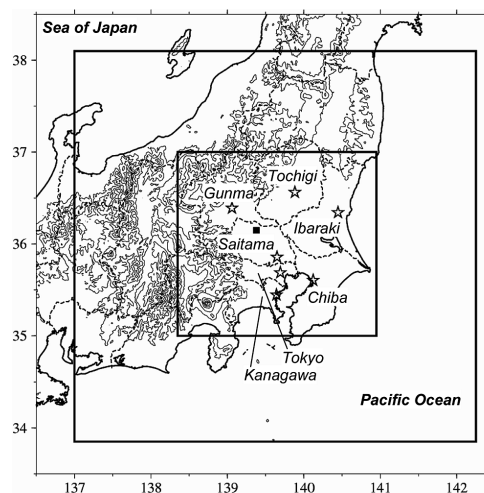 Sea of Japan
38
37
Tochigi
Gunma
Ibaraki
Saitama
36
Chiba
35
Tokyo
Kanagawa
Pacific Ocean
34
137 138 139 140 141 142